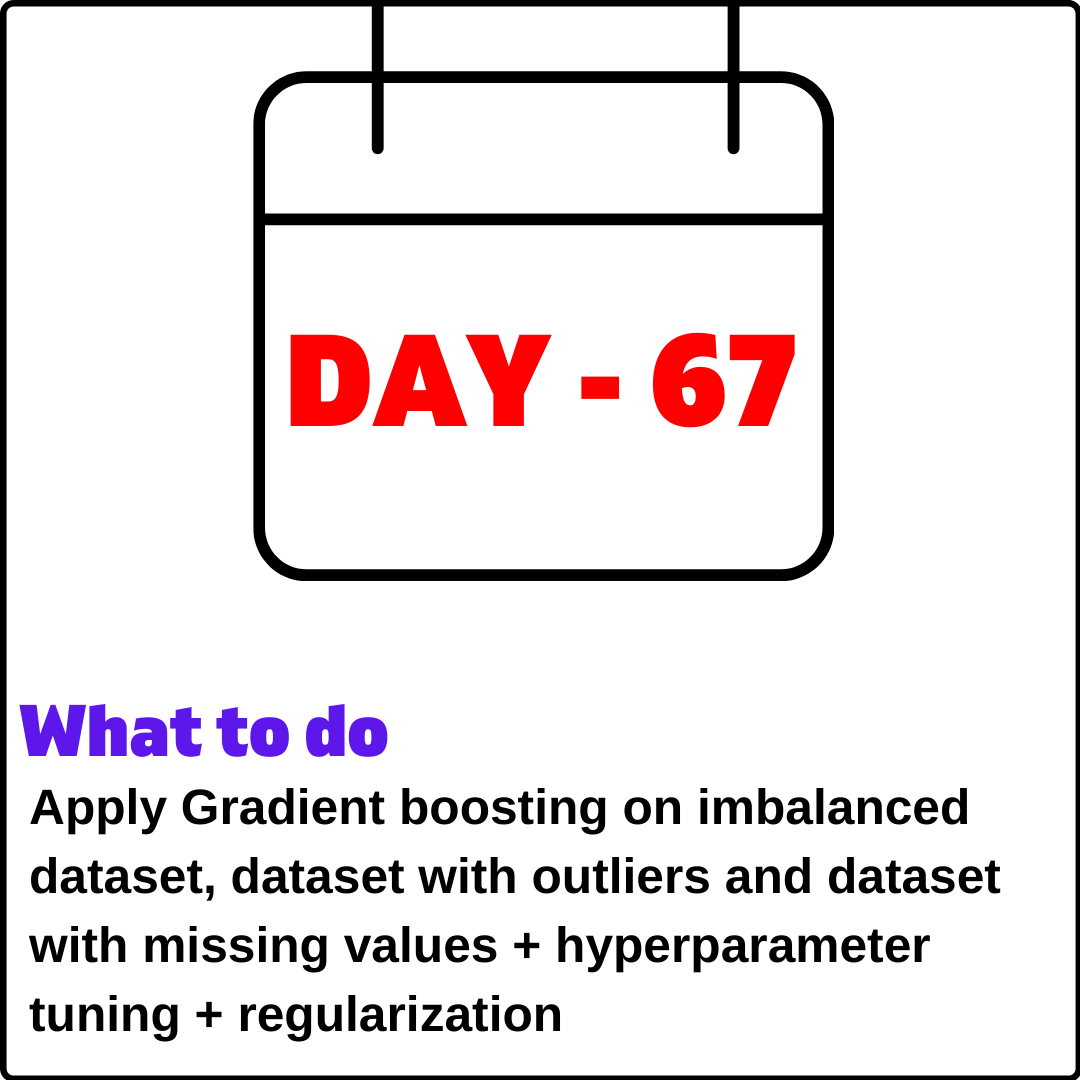 DAY - 67
What to do
Apply Gradient boosting on imbalanced
dataset, dataset with outliers and dataset
with missing values + hyperparameter
tuning + regularization